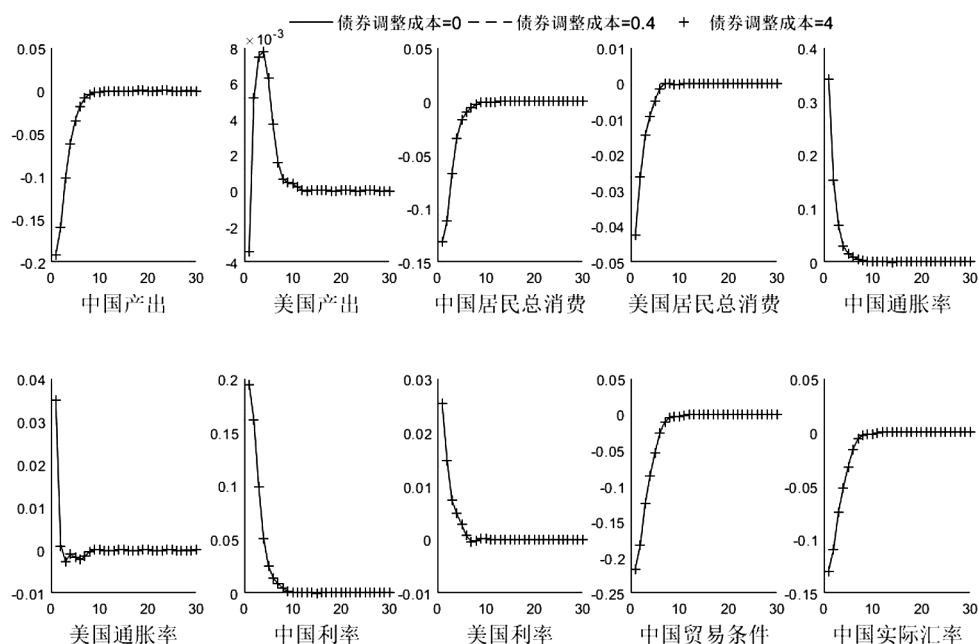 债券调整成本=0 债券调整成本=0.4 + 债券调整成本=4
0.05 0 -0.05 -0.1 -0.15 -0.2
0 10 20 30
中国产出
×10⁻³
8 6 4 2 0 -2 -4
0 10 20 30
美国产出
0.05 0 -0.05 -0.1 -0.15
0 10 20 30
中国居民总消费
0.01 0 -0.01 -0.02 -0.03 -0.04 -0.05
0 10 20 30
美国居民总消费
0.4 0.3 0.2 0.1 0
0 10 20 30
中国通胀率
0.04 0.03 0.02 0.01 0 -0.01
0 10 20 30
美国通胀率
0.2 0.15 0.1 0.05 0
0 10 20 30
中国利率
0.03 0.02 0.01 0 -0.01
0 10 20 30
美国利率
0.05 0 -0.05 -0.1 -0.15 -0.2 -0.25
0 10 20 30
中国贸易条件
0.05 0 -0.05 -0.1 -0.15
0 10 20 30
中国实际汇率